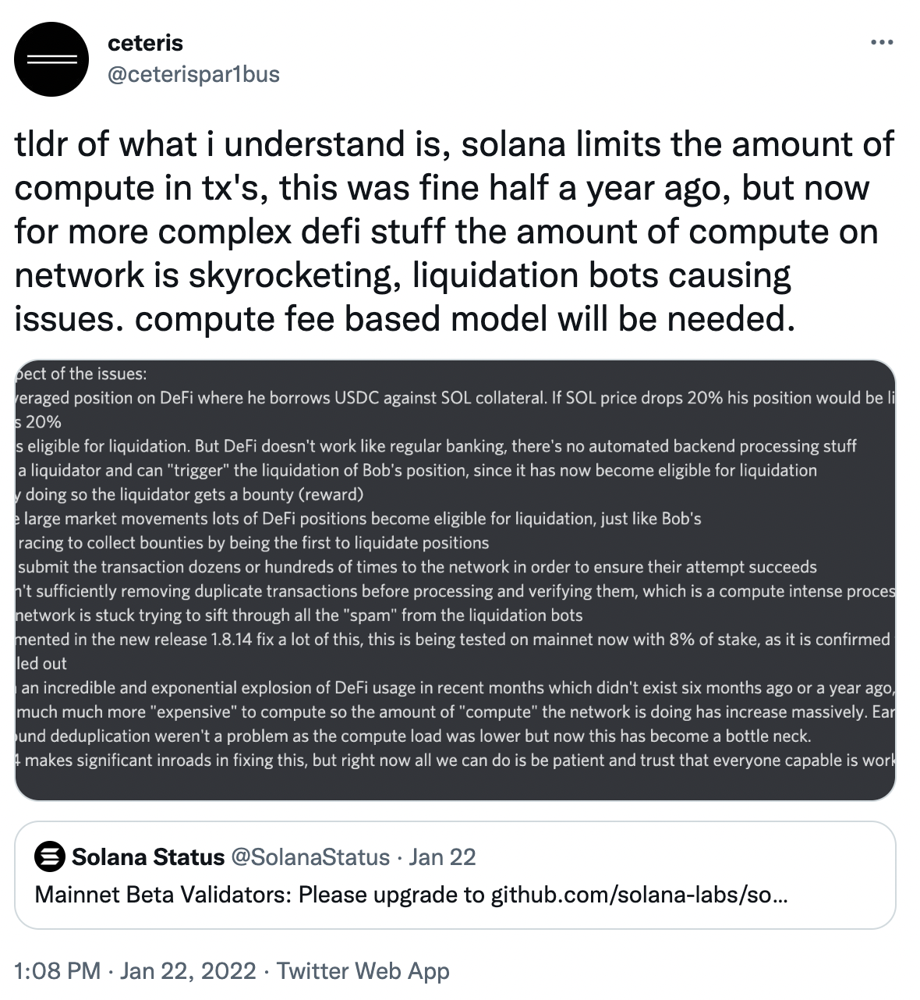 ceteris
@ceterispar1bus
tldr of what i understand is, solana limits the amount of
compute in tx's, this was fine half a year ago, but now
for more complex defi stuff the amount of compute on
network is skyrocketing, liquidation bots causing
issues. compute fee based model will be needed.
of the issues:
position on DeFi where he borrows USDC against SOL collateral. If SOL price drops 20% his position would be
20%
eligible for liquidation. But DeFi doesn't work like regular banking, there's no automated backend processing stuff
a liquidator and can "trigger" the liquidation of Bob's position, since it has now become eligible for liquidation
doing so the liquidator gets a bounty (reward)
large market movements lots of DeFi positions become eligible for liquidation, just like Bob's
racing to collect bounties by being the first to liquidate positions
submit the transaction dozens or hundreds of times to the network in order to ensure their attempt succeeds
sufficiently removing duplicate transactions before processing and verifying them, which is a compute intense
network is stuck trying to sift through all the "spam" from the liquidation bots
in the new release 1.8.14 fix a lot of this, this is being tested on mainnet now with 8% of stake, as it is confirmed
out
an incredible and exponential explosion of DeFi usage in recent months which didn't exist six months ago or a year ago,
much much more "expensive" to compute so the amount of "compute" the network is doing has increase massively.
deduplication weren't a problem as the compute load was lower but now this has become a bottle neck.
makes significant inroads in fixing this, but right now all we can do is be patient and trust that everyone capable is
Solana Status @SolanaStatus · Jan 22
Mainnet Beta Validators: Please upgrade to github.com/solana-labs/so...
1:08 PM · Jan 22, 2022 · Twitter Web App